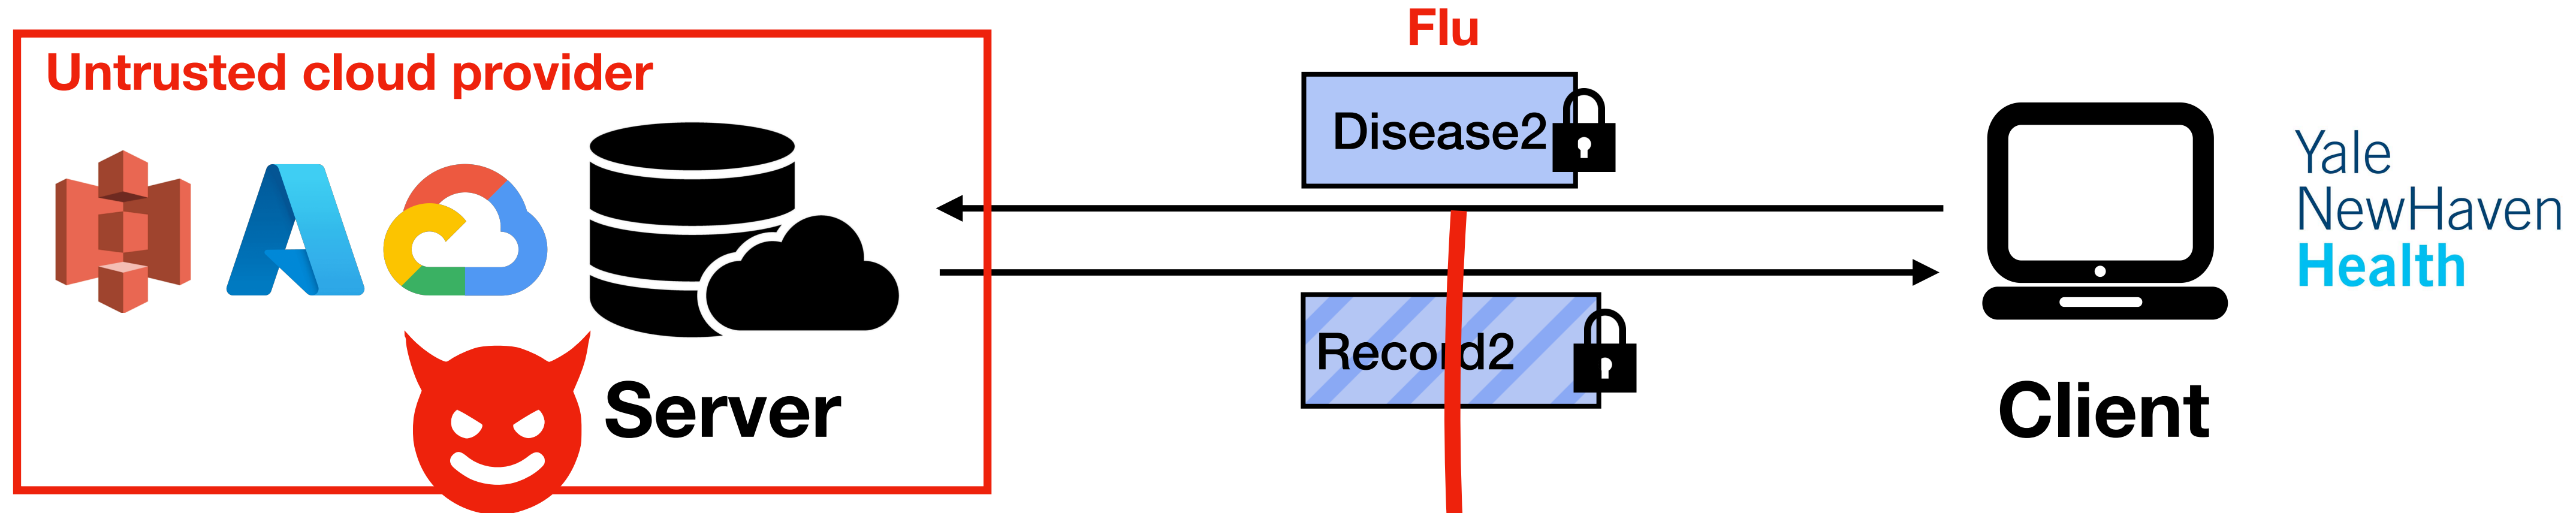 Untrusted cloud provider
Server
Flu
Disease2
Record2
Client
Yale
NewHaven
Health